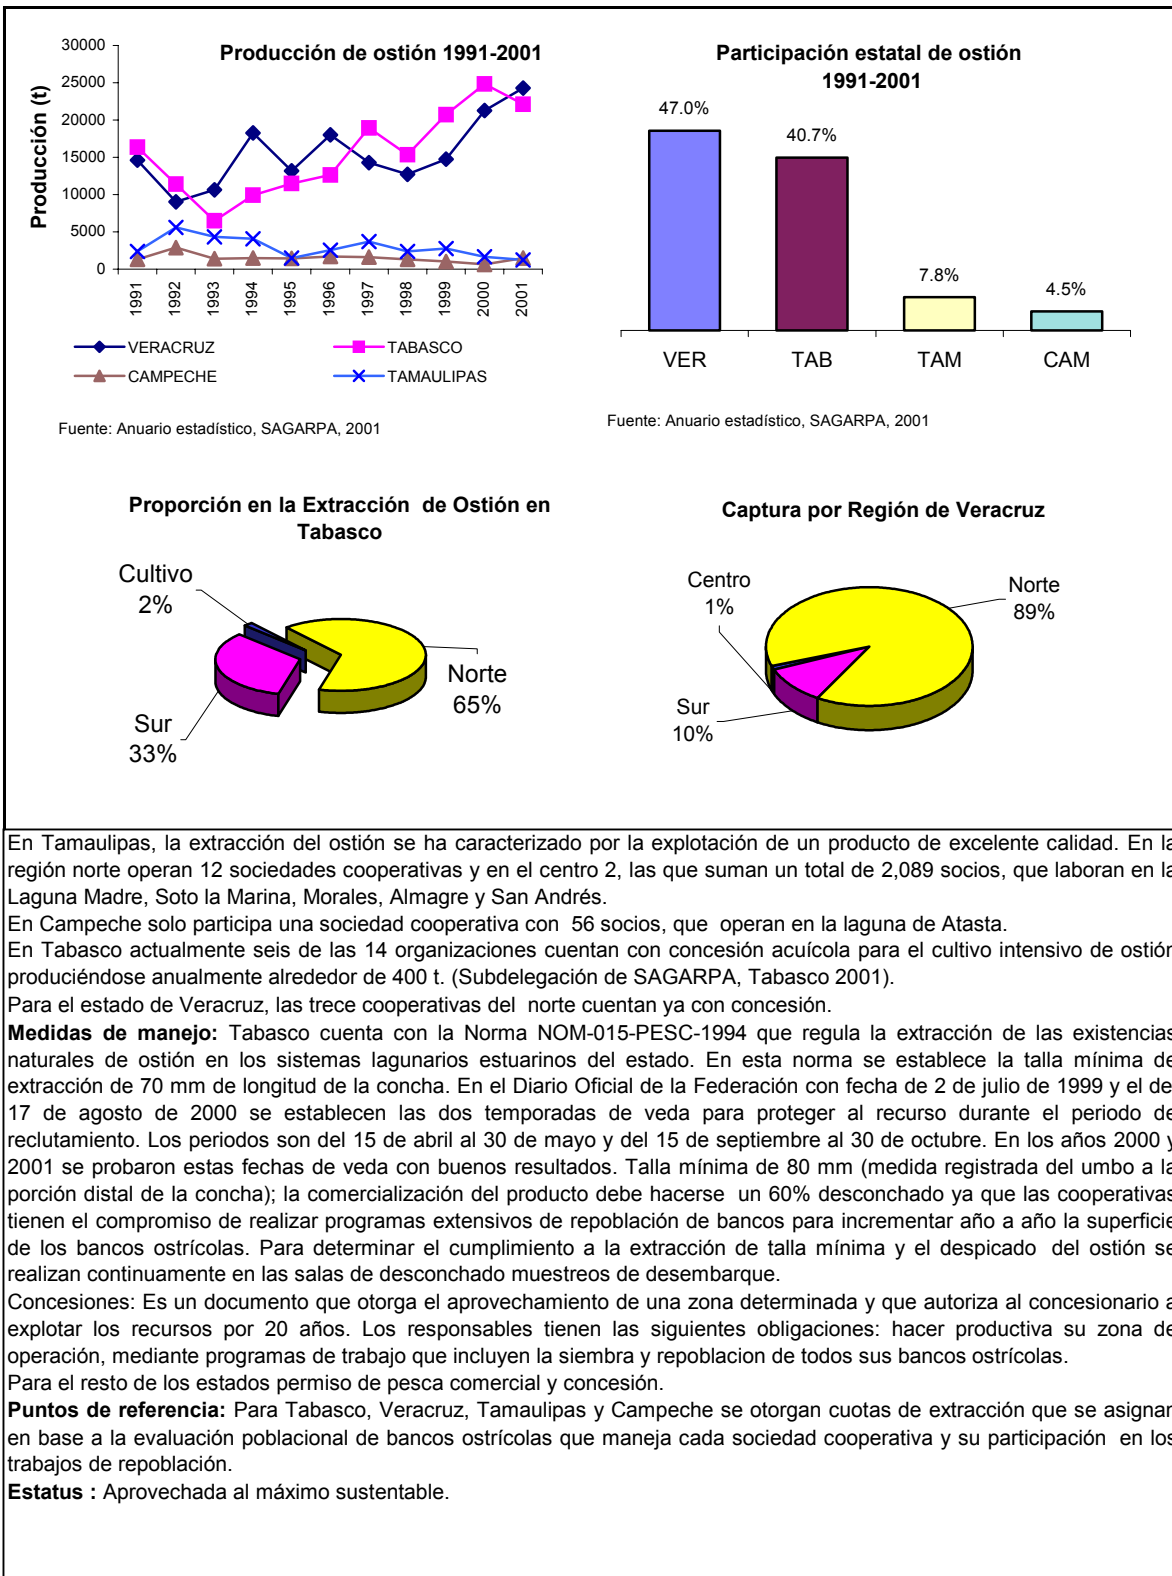 Producción de ostión 1991-2001
Producción (t)
30000
25000
20000
15000
10000
5000
0
1991
1992
1993
1994
1995
1996
1997
1998
1999
2000
2001
VERACRUZ
TABASCO
CAMPECHE
TAMAULIPAS
Fuente: Anuario estadístico, SAGARPA, 2001
Participación estatal de ostión
1991-2001
47.0%
40.7%
7.8%
4.5%
VER
TAB
TAM
CAM
Fuente: Anuario estadístico, SAGARPA, 2001
Proporción en la Extracción de Ostión en
Tabasco
Cultivo
2%
Norte
65%
Sur
33%
Captura por Región de Veracruz
Centro
1%
Norte
89%
Sur
10%
En Tamaulipas, la extracción del ostión se ha caracterizado por la explotación de un producto de excelente calidad. En la
región norte operan 12 sociedades cooperativas y en el centro 2, las que suman un total de 2,089 socios, que laboran en la
Laguna Madre, Soto la Marina, Morales, Almagre y San Andrés.
En Campeche solo participa una sociedad cooperativa con 56 socios, que operan en la laguna de Atasta.
En Tabasco actualmente seis de las 14 organizaciones cuentan con concesión acuícola para el cultivo intensivo de ostión
produciéndose anualmente alrededor de 400 t. (Subdelegación de SAGARPA, Tabasco 2001).
Para el estado de Veracruz, las trece cooperativas del norte cuentan ya con concesión.
Medidas de manejo: Tabasco cuenta con la Norma NOM-015-PESC-1994 que regula la extracción de las existencias
naturales de ostión en los sistemas lagunarios estuarinos del estado. En esta norma se establece la talla mínima de
extracción de 70 mm de longitud de la concha. En el Diario Oficial de la Federación con fecha de 2 de julio de 1999 y el de
17 de agosto de 2000 se establecen las dos temporadas de veda para proteger al recurso durante el periodo de
reclutamiento. Los periodos son del 15 de abril al 30 de mayo y del 15 de septiembre al 30 de octubre. En los años 2000 y
2001 se probaron estas fechas de veda con buenos resultados. Talla mínima de 80 mm (medida registrada del umbo a la
porción distal de la concha); la comercialización del producto debe hacerse un 60% desconchado ya que las cooperativas
tienen el compromiso de realizar programas extensivos de repoblación de bancos para incrementar año a año la superficie
de los bancos ostrícolas. Para determinar el cumplimiento a la extracción de talla mínima y el despicado del ostión se
realizan continuamente en las salas de desconchado muestreos de desembarque.
Concesiones: Es un documento que otorga el aprovechamiento de una zona determinada y que autoriza al concesionario a
explotar los recursos por 20 años. Los responsables tienen las siguientes obligaciones: hacer productiva su zona de
operación, mediante programas de trabajo que incluyen la siembra y repoblacion de todos sus bancos ostrícolas.
Para el resto de los estados permiso de pesca comercial y concesión.
Puntos de referencia: Para Tabasco, Veracruz, Tamaulipas y Campeche se otorgan cuotas de extracción que se asignan
en base a la evaluación poblacional de bancos ostrícolas que maneja cada sociedad cooperativa y su participación en los
trabajos de repoblación.
Estatus : Aprovechada al máximo sustentable.